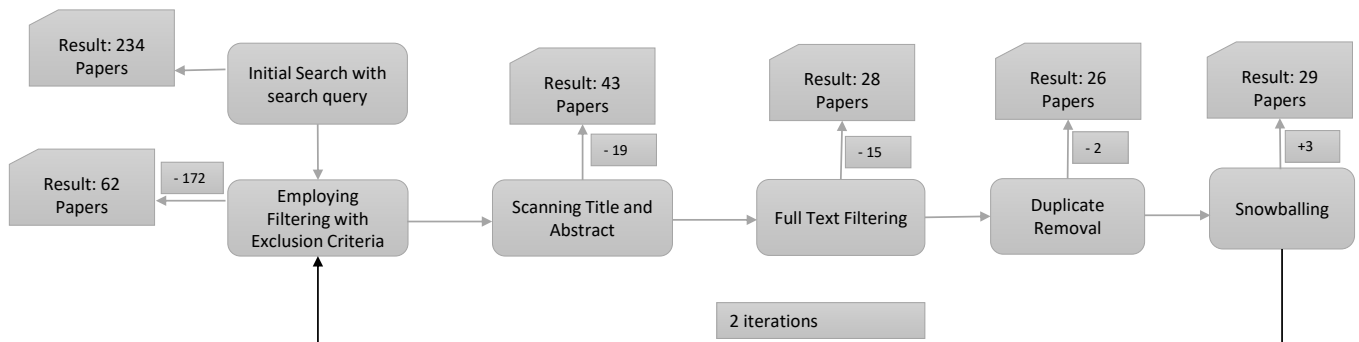 Result: 234
Papers
Initial Search with
search query
Result: 43
Papers
Result: 28
Papers
Result: 26
Papers
Result: 29
Papers
- 19
- 15
- 2
+3
Result: 62
Papers
- 172
Employing
Filtering with
Exclusion Criteria
Scanning Title and
Abstract
Full Text Filtering
Duplicate
Removal
Snowballing
2 iterations